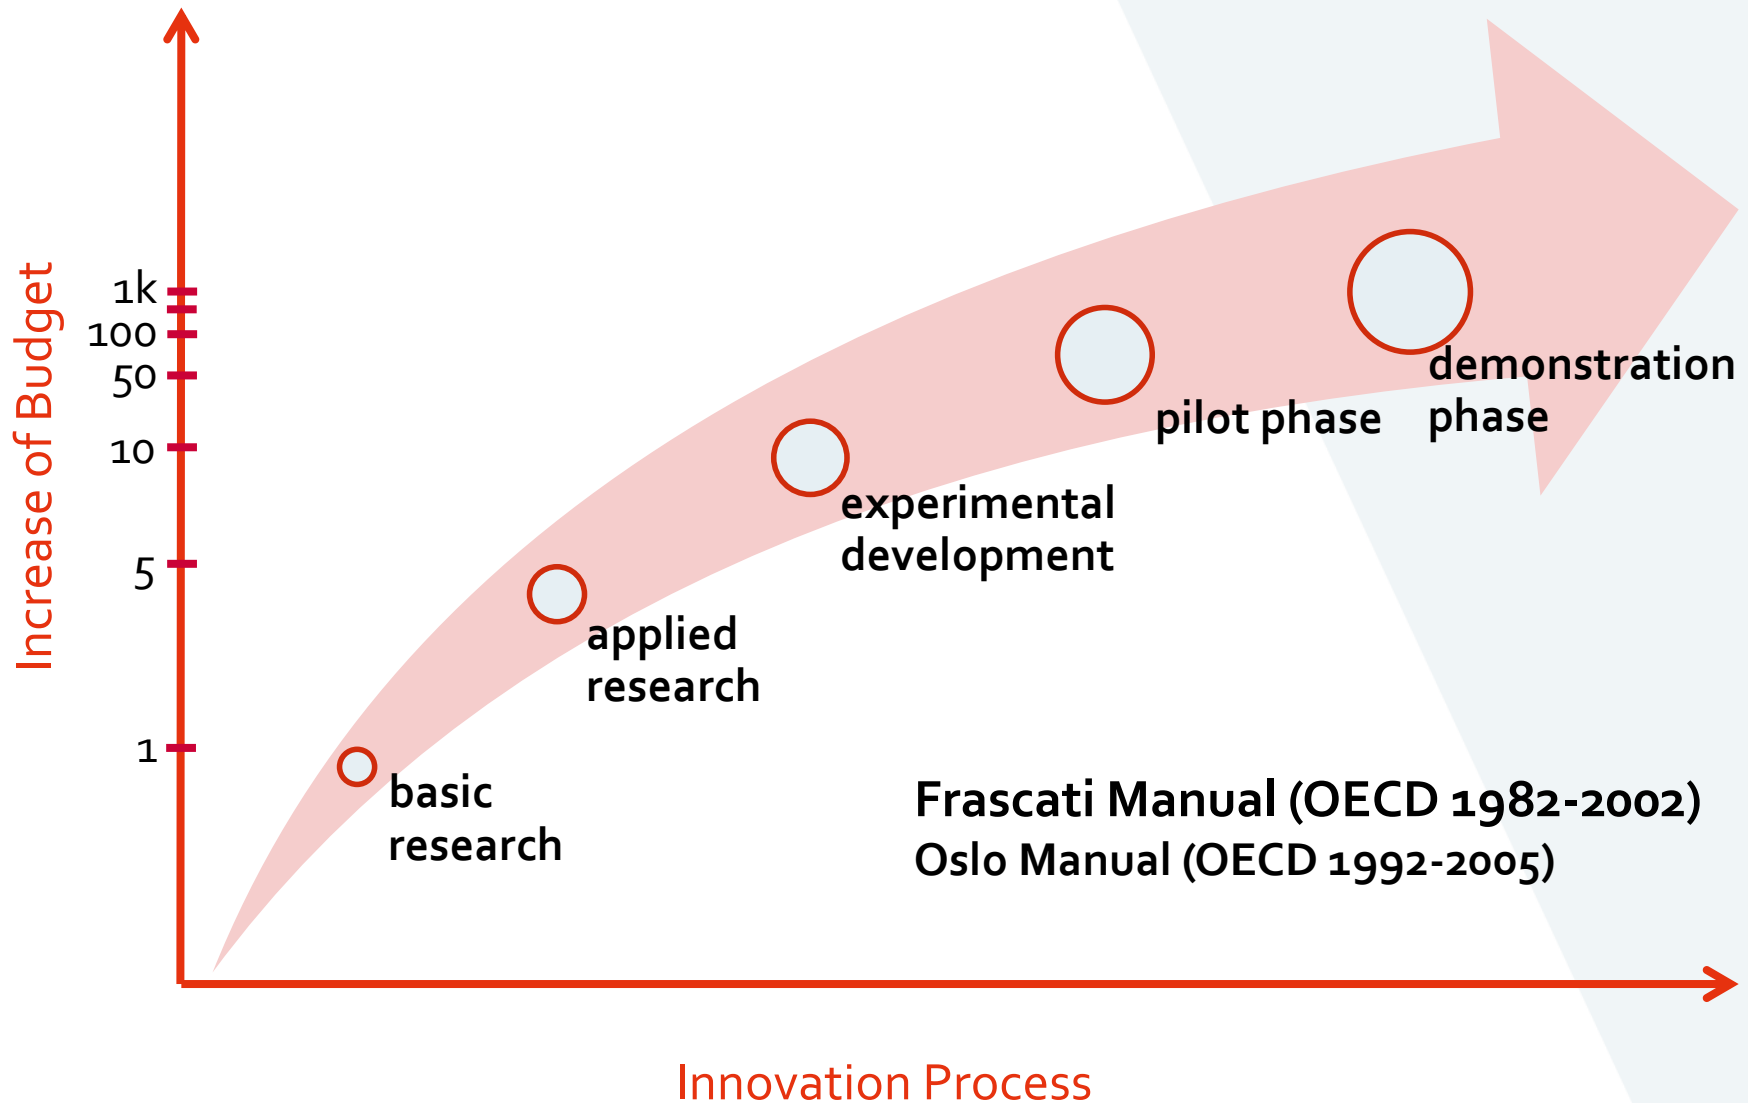 Increase of Budget
1k
100
50
10
5
1
demonstration
phase
pilot phase
experimental
development
applied
research
basic
research
Frascati Manual (OECD 1982-2002)
Oslo Manual (OECD 1992-2005)
Innovation Process